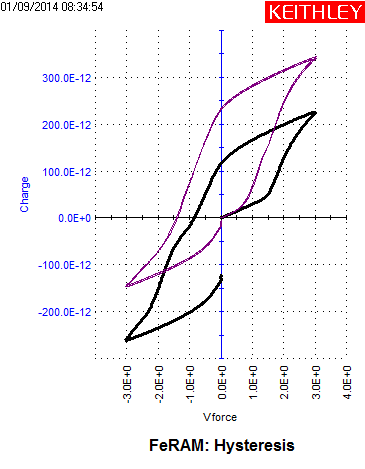 01/09/2014 08:34:54
KEITHLEY
300.0E-12
200.0E-12
100.0E-12
0.0E+0
-100.0E-12
-200.0E-12
Charge
-3.0E+0
-2.0E+0
-1.0E+0
0.0E+0
1.0E+0
2.0E+0
3.0E+0
4.0E+0
Vforce
FeRAM: Hysteresis